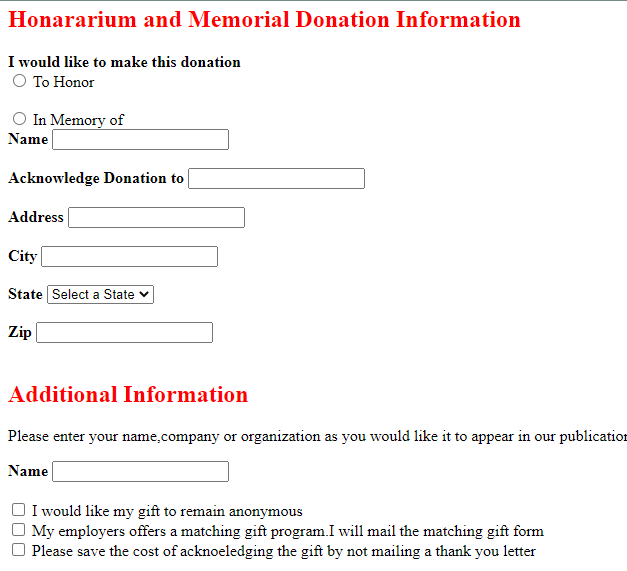 Honararium and Memorial Donation Information
I would like to make this donation
To Honor
In Memory of
Name
Acknowledge Donation to
Address
City
State Select a State
Zip
Additional Information
Please enter your name,company or organization as you would like it to appear in our
Name
I would like my gift to remain anonymous
My employers offers a matching gift program.I will mail the matching gift form
Please save the cost of acknoeledging the gift by not mailing a thank you letter